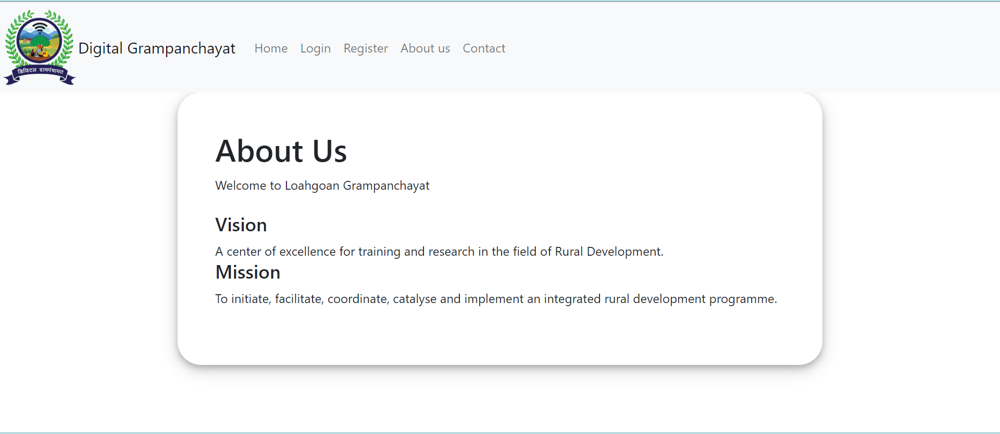 डिजिटल ग्रामपंचायत
Digital Grampanchayat
Home Login Register About us Contact
About Us
Welcome to Loahgoan Grampanchayat
Vision
A center of excellence for training and research in the field of Rural Development.
Mission
To initiate, facilitate, coordinate, catalyse and implement an integrated rural development programme.